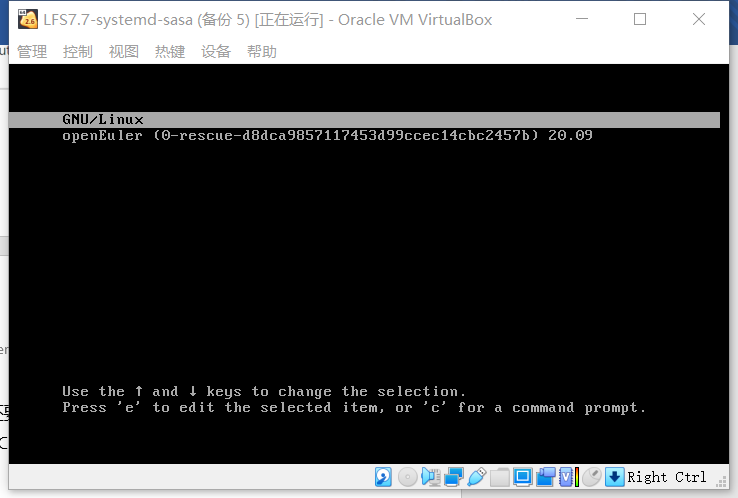 LFS7.7-systemd-sasa (备份 5) [正在运行] - Oracle VM VirtualBox
管理 控制 视图 热键 设备 帮助
GNU/Linux
openEuler (0-rescue-d8dca9857117453d99ccec14cbc2457b) 20.09
Use the ↑ and ↓ keys to change the selection.
Press 'e' to edit the selected item, or 'c' for a command prompt.
Right Ctrl